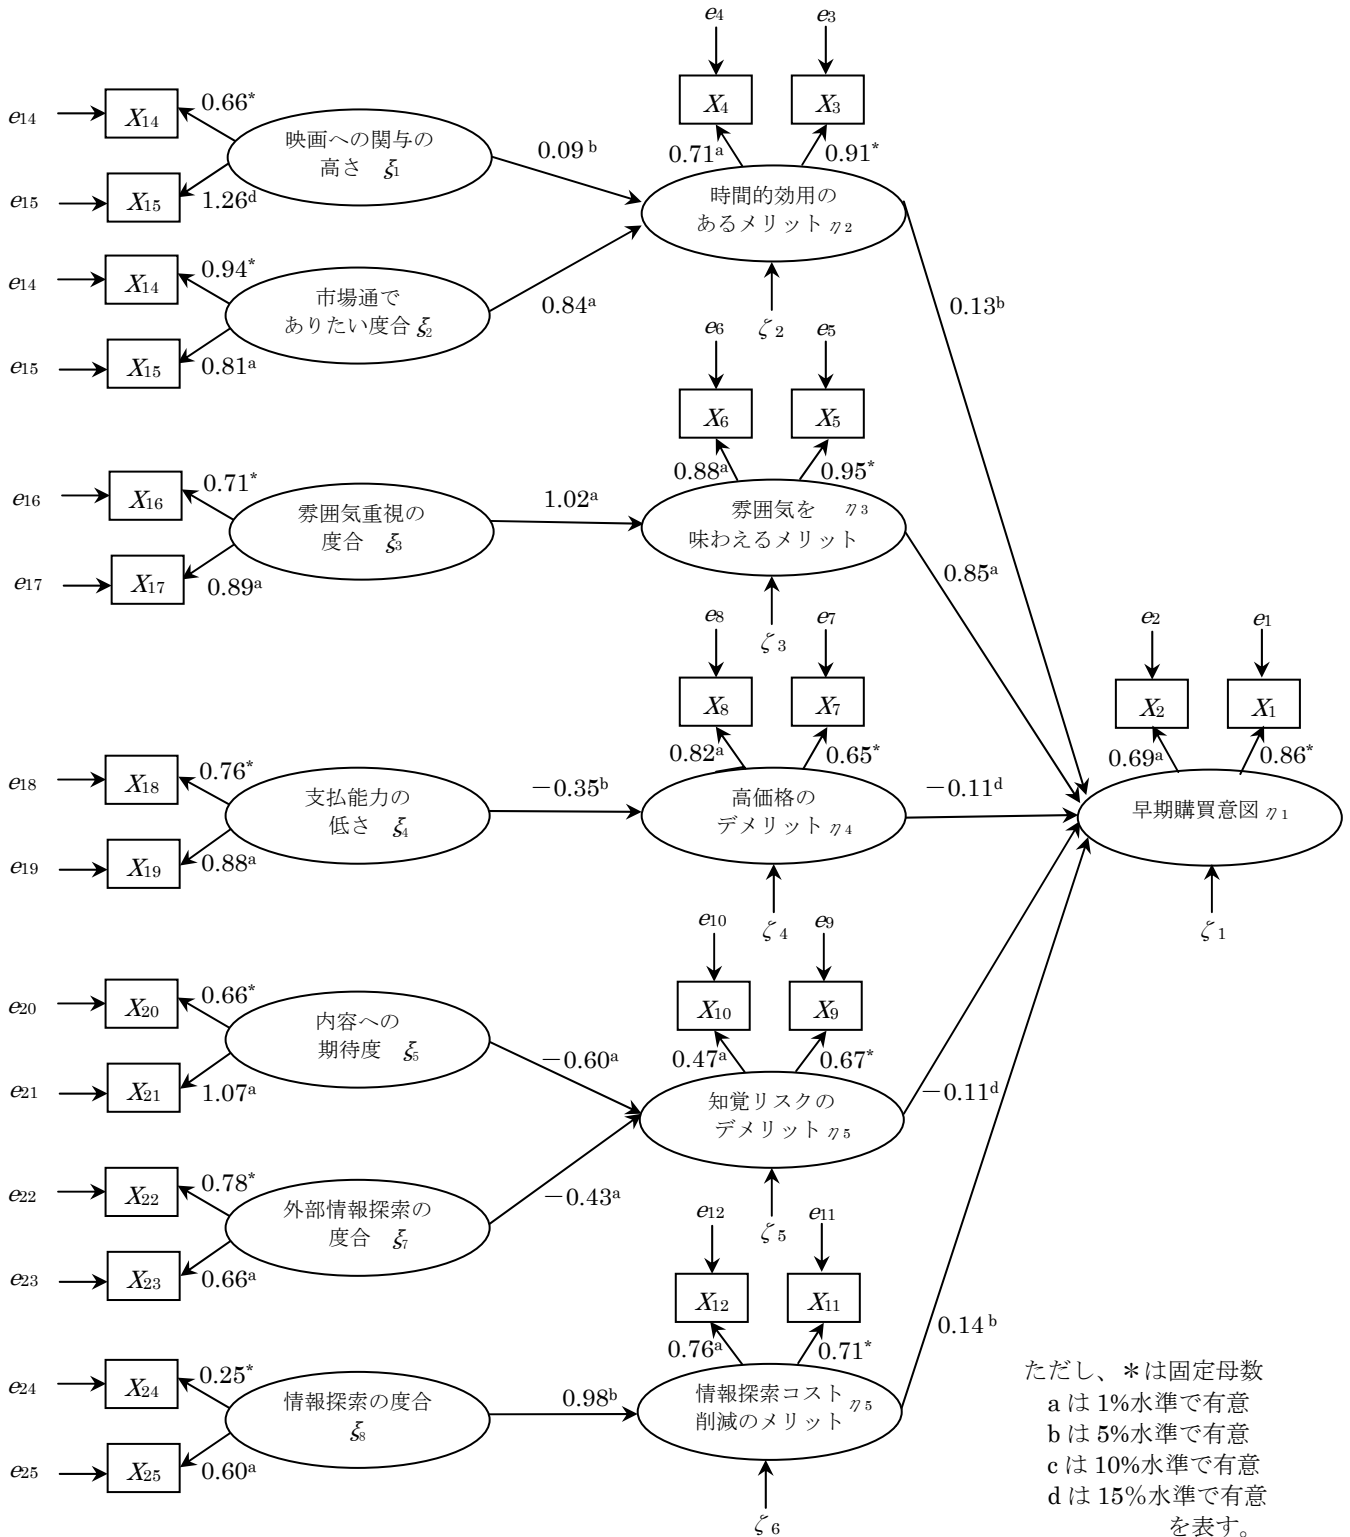 e4
e3
X4
X3
0.71a
0.91*
e14
X14
0.66*
映画への関与の
高さ ξ1
e15
X15
1.26d
0.09 b
時間的効用の
あるメリット η2
ζ2
e14
X14
0.94*
市場通で
ありたい度合 ξ2
e15
X15
0.81a
0.84a
0.13b
e6
e5
X6
X5
0.88a
0.95*
e16
X16
0.71*
雰囲気重視の
度合 ξ3
e17
X17
0.89a
1.02a
雰囲気を η3
味わえるメリット
ζ3
0.85a
e8
e7
X8
X7
0.82a
0.65*
e2
e1
X2
X1
0.69a
0.86*
e18
X18
0.76*
支払能力の
低さ ξ4
e19
X19
0.88a
−0.35b
高価格の
デメリット η4
ζ4
−0.11d
早期購買意図 η1
ζ1
e10
e9
X10
X9
0.47a
0.67*
e20
X20
0.66*
内容への
期待度 ξ5
e21
X21
1.07a
−0.60a
知覚リスクの
デメリット η5
ζ5
−0.11d
e22
X22
0.78*
外部情報探索の
度合 ξ7
e23
X23
0.66a
−0.43a
e12
e11
X12
X11
0.76a
0.71*
e24
X24
0.25*
情報探索の度合
ξ8
e25
X25
0.60a
0.98b
情報探索コスト η5
削減のメリット
ζ6
0.14 b
ただし、＊は固定母数
a は 1%水準で有意
b は 5%水準で有意
c は 10%水準で有意
d は 15％水準で有意
を表す。